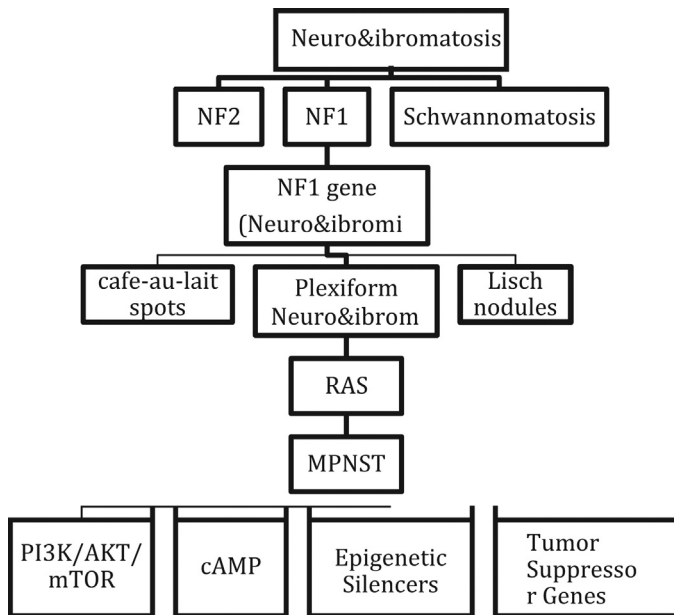 Neuro&ibromatosis
NF2
NF1
Schwannomatosis
NF1 gene
(Neuro&ibromi
cafe-au-lait
spots
Plexiform
Neuro&ibrom
Lisch
nodules
RAS
MPNST
PI3K/AKT/
mTOR
cAMP
Epigenetic
Silencers
Tumor
Suppresso
r Genes